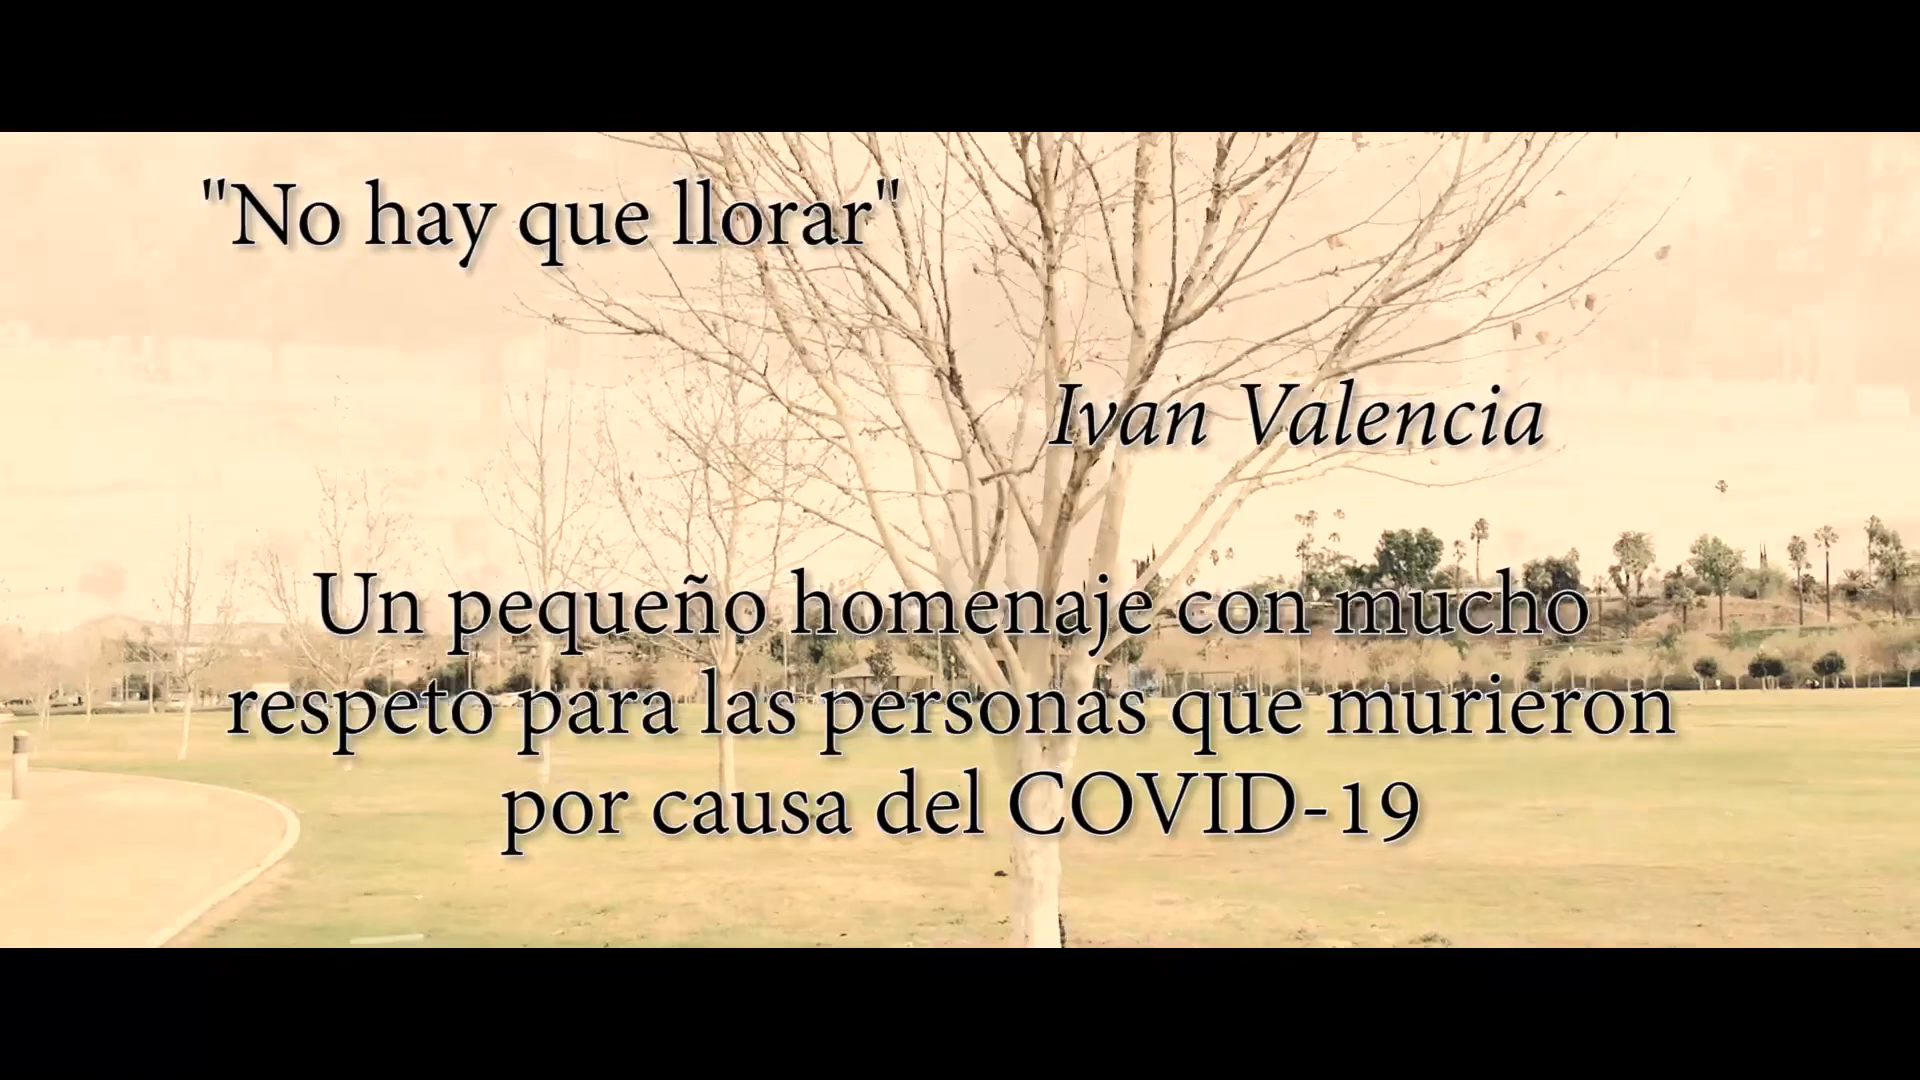 "No hay que llorar"
Ivan Valencia
Un pequeño homenaje con mucho
respeto para las personas que murieron
por causa del COVID-19